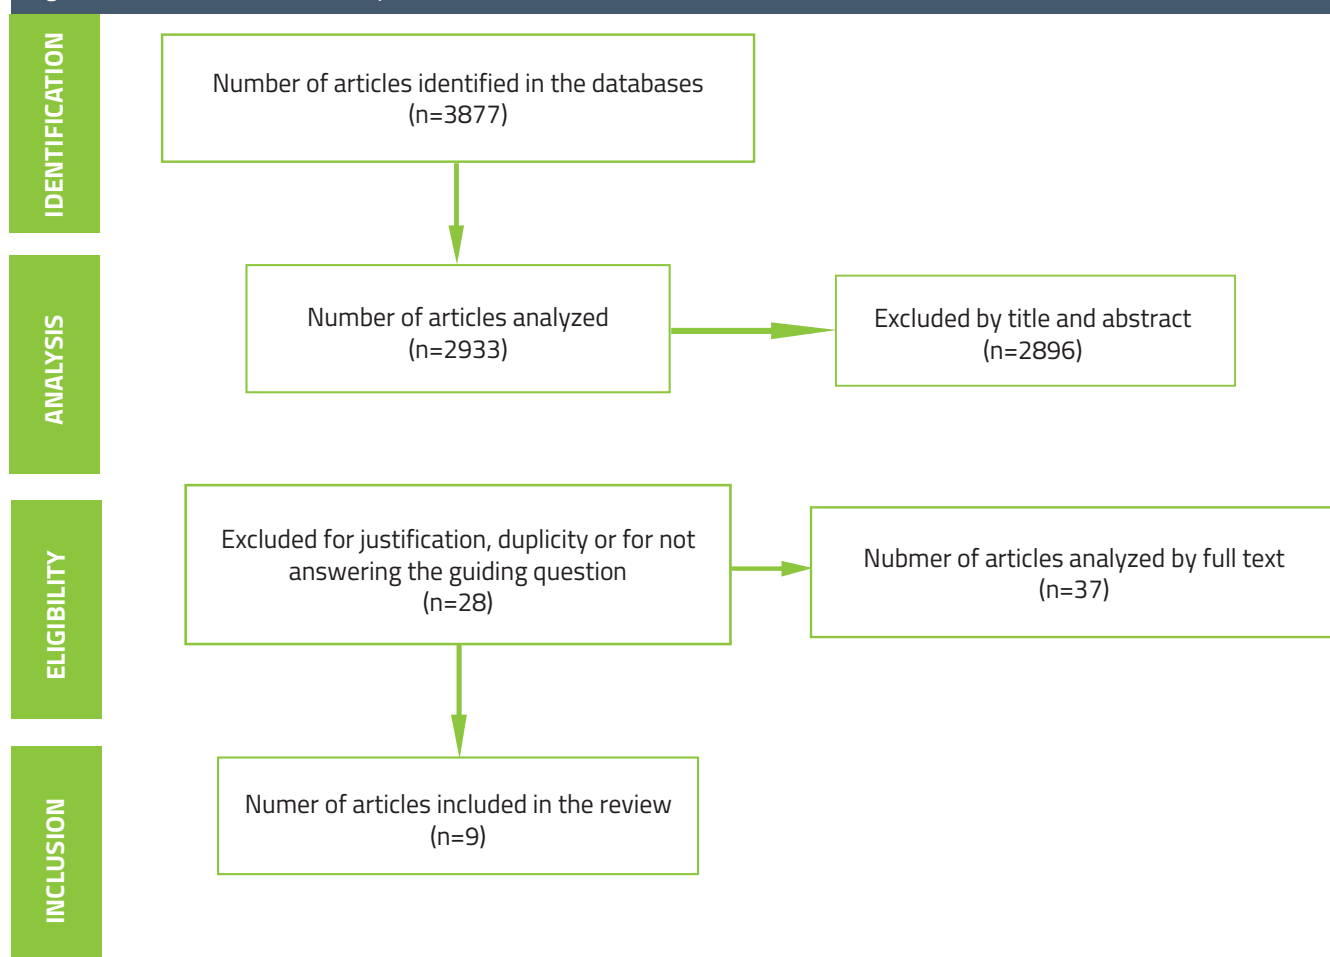 IDENTIFICATION
Number of articles identified in the databases
(n=3877)
ANALYSIS
Number of articles analyzed
(n=2933)
Excluded by title and abstract
(n=2896)
ELIGIBILITY
Excluded for justification, duplicity or for not
answering the guiding question
(n=28)
Nubmer of articles analyzed by full text
(n=37)
INCLUSION
Numer of articles included in the review
(n=9)